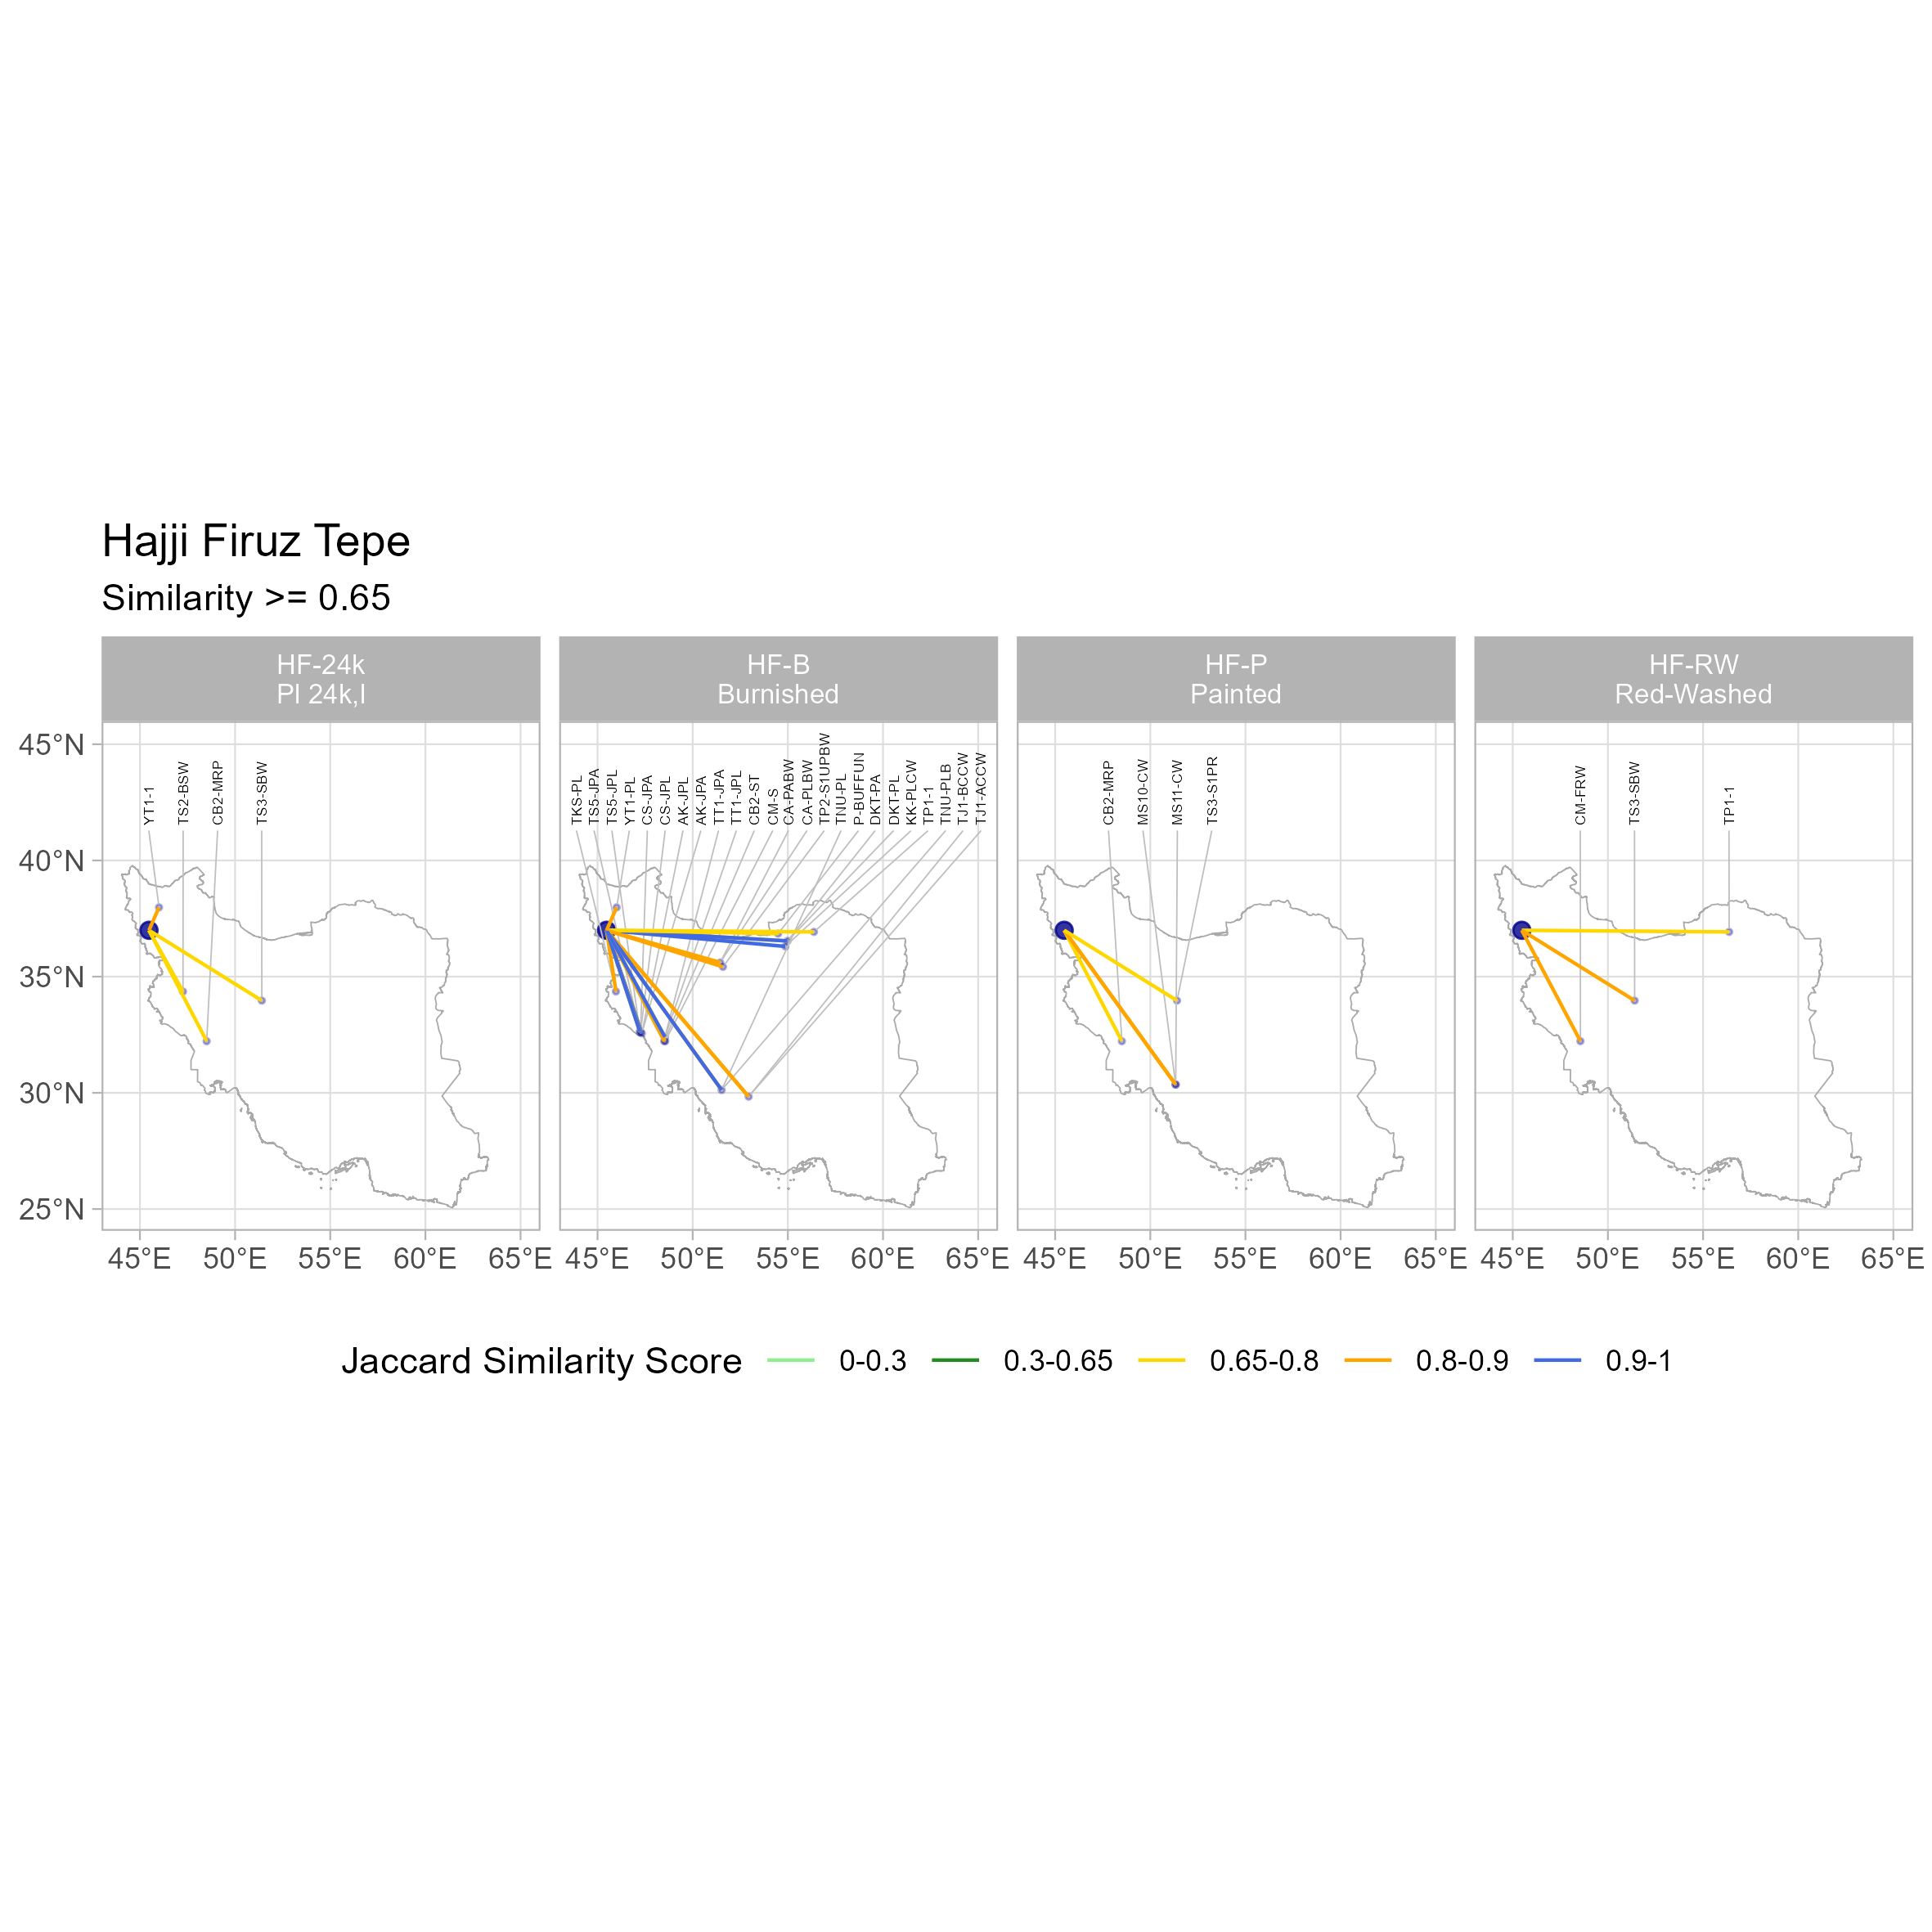 Hajji Firuz Tepe
Similarity >= 0.65
HF-24k
Pl 24k,l
HF-B
Burnished
HF-P
Painted
HF-RW
Red-Washed
45°N
40°N
35°N
30°N
25°N
YT1-1
TS2-BSW
CB2-MRP
TS3-SBW
TKS-PL
TS5-JPA
TS5-JPL
YT1-PL
CS-JPA
CS-JPL
AK-JPL
AK-JPA
TT1-JPA
TT1-JPL
CB2-ST
CM-S
CA-PABW
CA-PLBW
TP2-S1UPBW
TNU-PL
P-BUFFUN
DKT-PA
DKT-PL
KK-PLCW
TP1-1
TNU-PLB
TJ1-BCCW
TJ1-ACCW
CB2-MRP
MS10-CW
MS11-CW
TS3-S1PR
CM-FRW
TS3-SBW
TP1-1
45°E 50°E 55°E 60°E 65°E
45°E 50°E 55°E 60°E 65°E
45°E 50°E 55°E 60°E 65°E
45°E 50°E 55°E 60°E 65°E
Jaccard Similarity Score 0-0.3 0.3-0.65 0.65-0.8 0.8-0.9 0.9-1